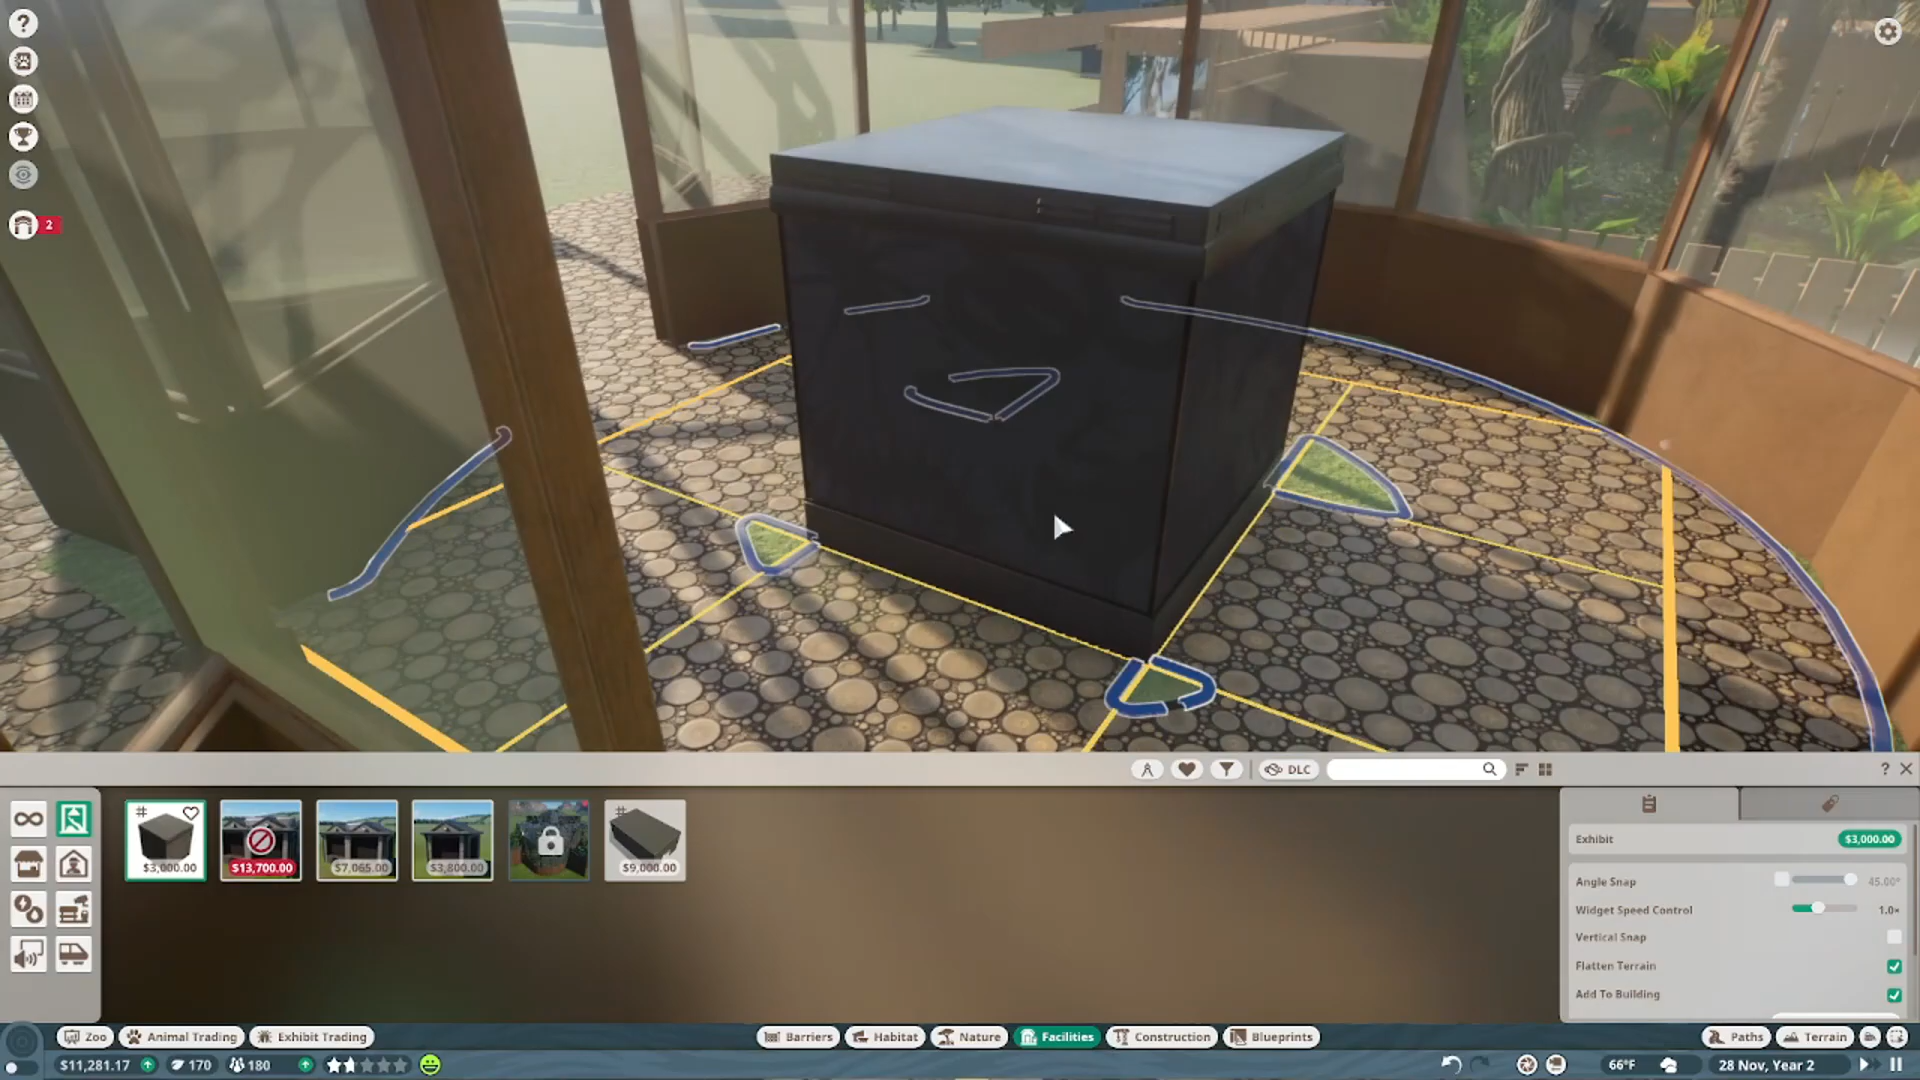 2
DLC
$3,000.00
$13,700.00
$7,065.00
$3,800.00
$9,000.00
Exhibit
$3,000.00
Angle Snap
45.00°
Widget Speed Control
1.0×
Vertical Snap
Flatten Terrain
Add To Building
Zoo
Animal Trading
Exhibit Trading
Barriers
Habitat
Nature
Facilities
Construction
Blueprints
Paths
Terrain
$11,281.17
170
180
66°F
28 Nov, Year 2